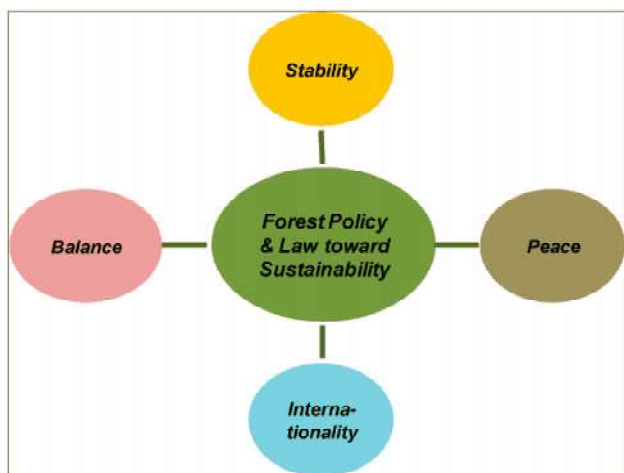 Stability
Balance
Forest Policy
& Law toward
Sustainability
Peace
Interna-
tionality